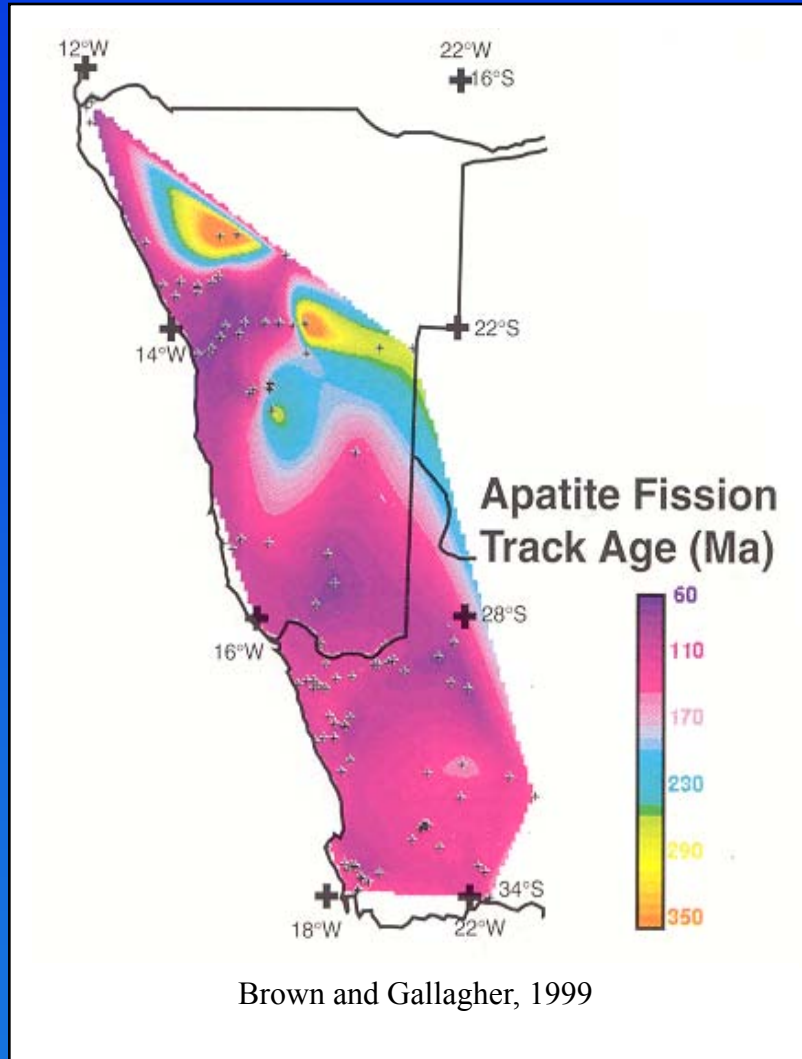 12°W
22°W
16°S
14°W
22°S
Apatite Fission
Track Age (Ma)
60
110
170
230
290
350
28°S
16°W
34°S
18°W
22°W
Brown and Gallagher, 1999